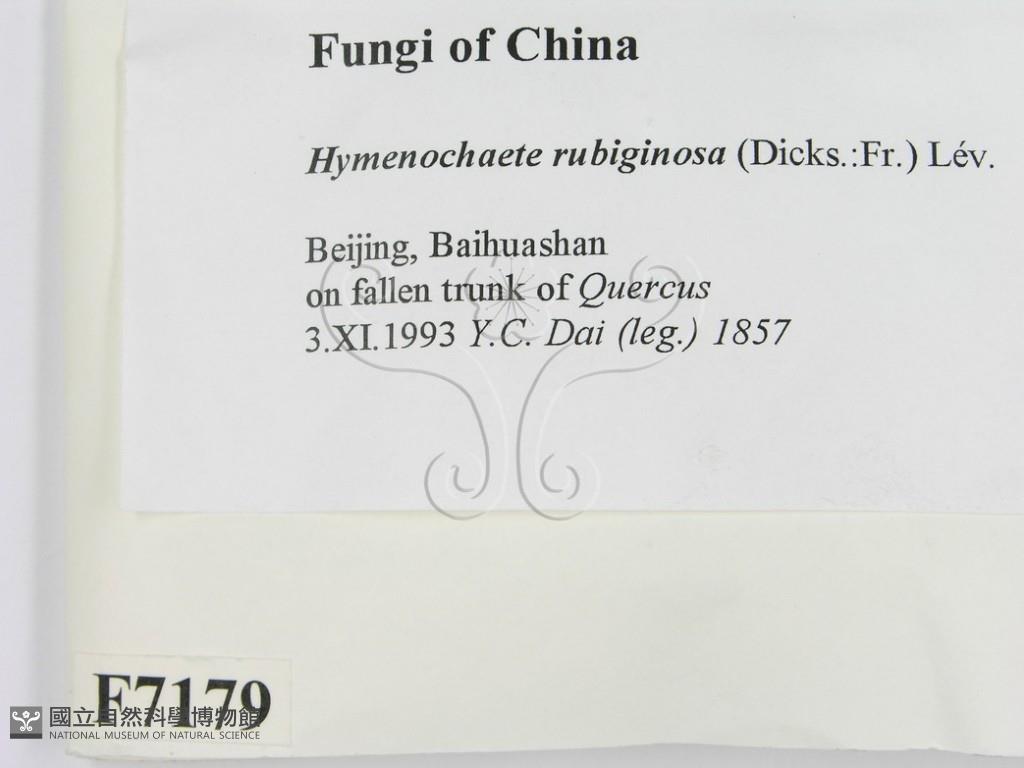 Fungi of China
Hymenochaete rubiginosa (Dicks.:Fr.) Lév.
Beijing, Baihuashan
on fallen trunk of Quercus
3.XI.1993 Y.C. Dai (leg.) 1857
F7179
國立自然科學博物館
NATIONAL MUSEUM OF NATURAL SCIENCE